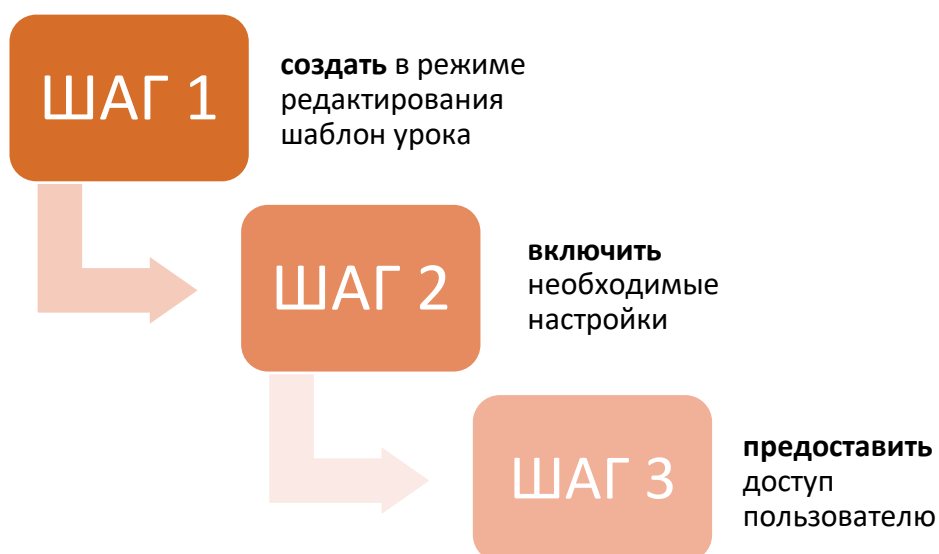 ШАГ 1
создать в режиме
редактирования
шаблон урока
ШАГ 2
включить
необходимые
настройки
ШАГ 3
предоставить
доступ
пользователю